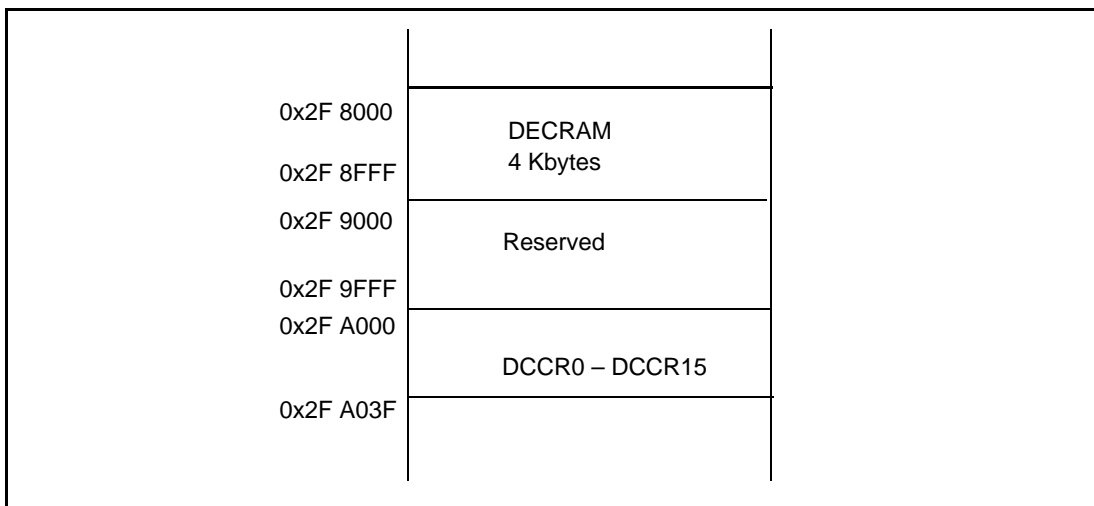 0x2F 8000
DECRAM
4 Kbytes
0x2F 8FFF
0x2F 9000
Reserved
0x2F 9FFF
0x2F A000
DCCR0 – DCCR15
0x2F A03F